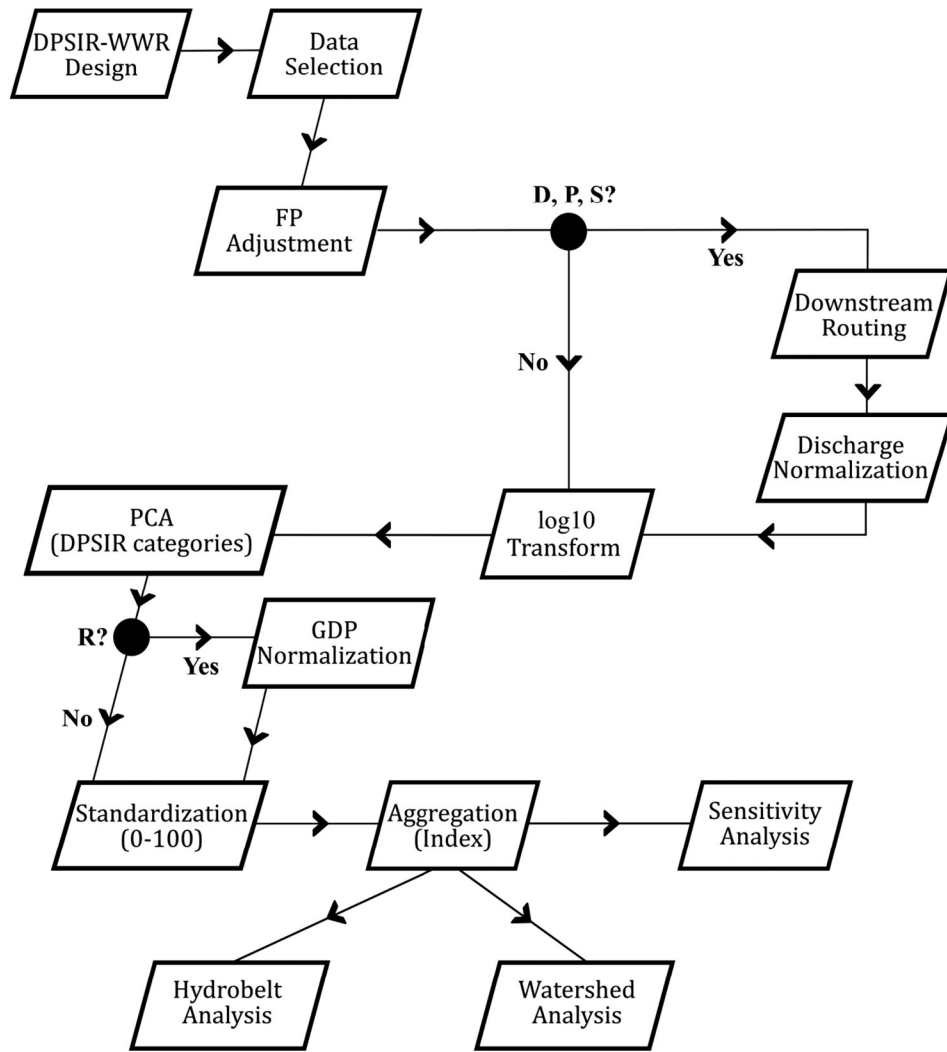 DPSIR-WWR
Design
Data
Selection
FP
Adjustment
D, P, S?
Yes
No
Downstream
Routing
Discharge
Normalization
log10
Transform
PCA
(DPSIR categories)
R?
Yes
No
GDP
Normalization
Standardization
(0-100)
Aggregation
(Index)
Sensitivity
Analysis
Hydrobelt
Analysis
Watershed
Analysis